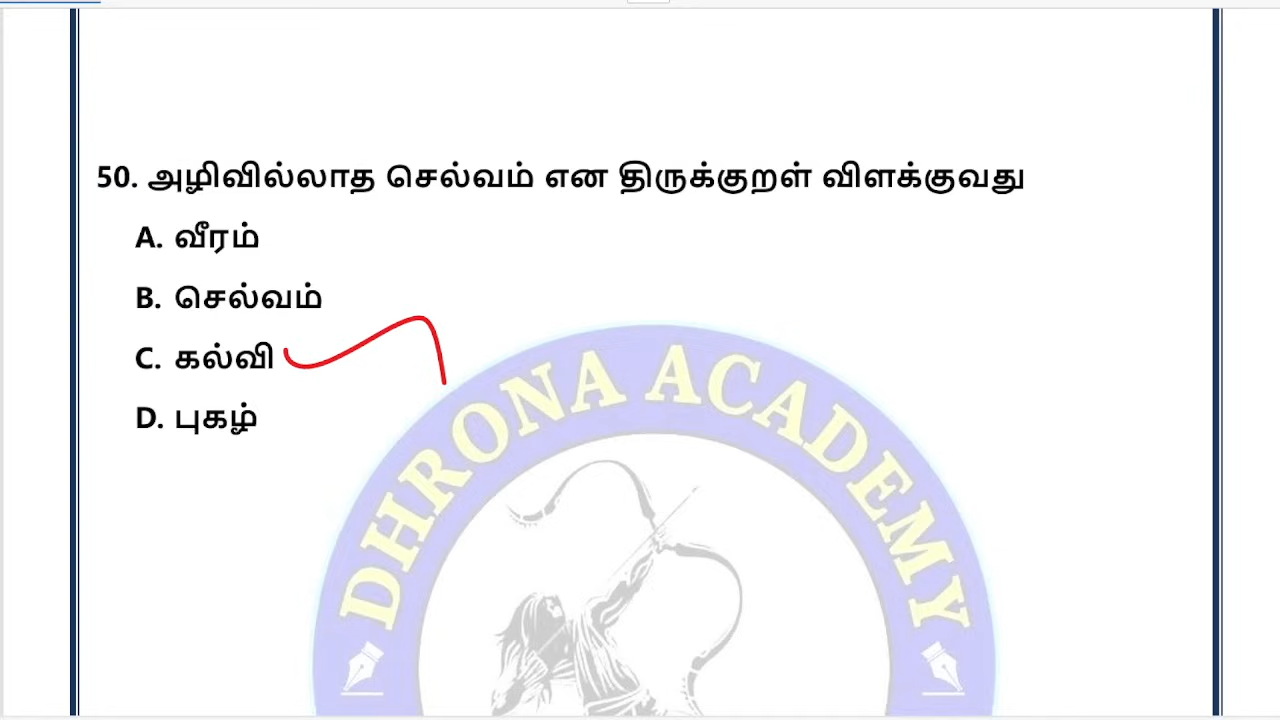 50. அழிவில்லாத செல்வம் என திருக்குறள் விளக்குவது
A. வீரம்
B. செல்வம்
C. கல்வி
D. புகழ்
DHRONA ACADEMY